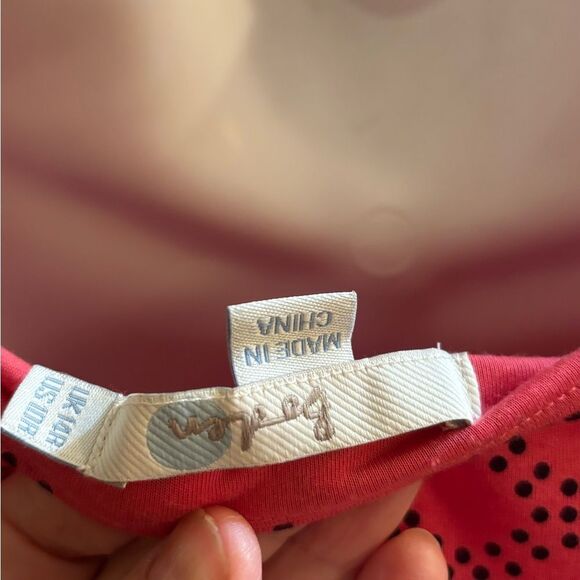 MADE IN
CHINA
Boden
UK 14R
US 10R